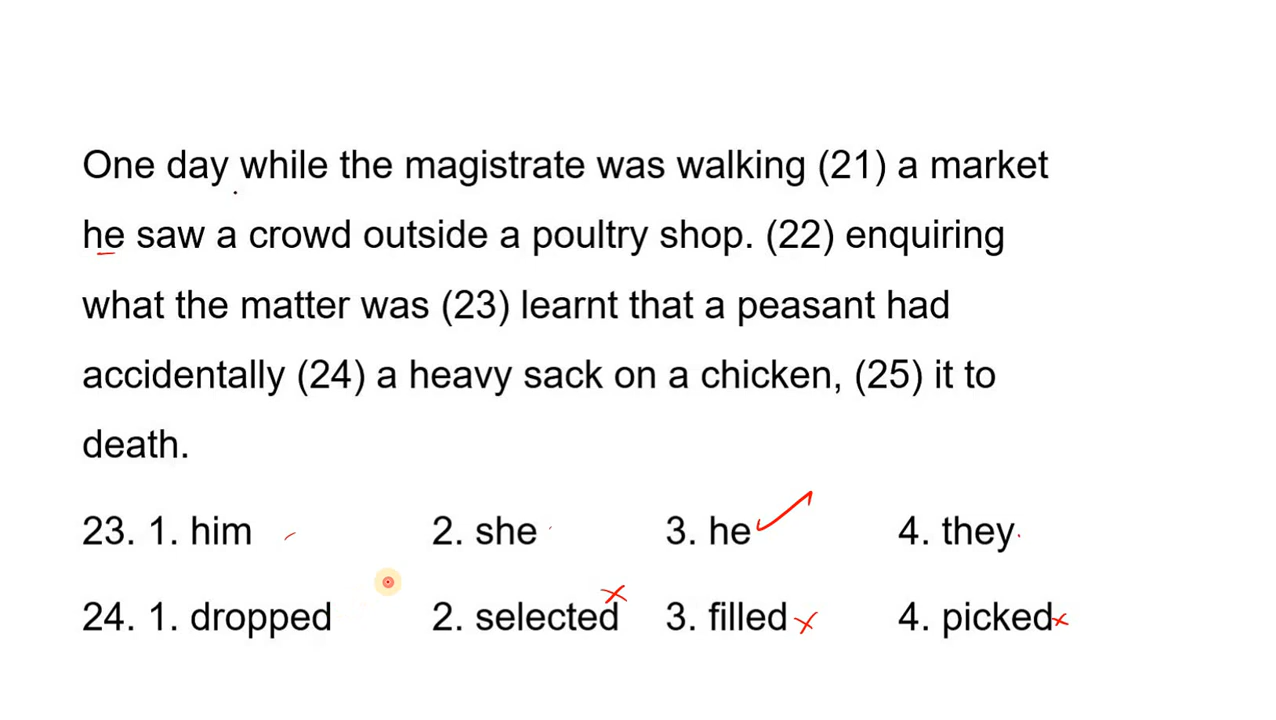 One day while the magistrate was walking (21) a market
he saw a crowd outside a poultry shop. (22) enquiring
what the matter was (23) learnt that a peasant had
accidentally (24) a heavy sack on a chicken, (25) it to
death.
23. 1. him 2. she 3. he 4. they
24. 1. dropped 2. selected 3. filled 4. picked